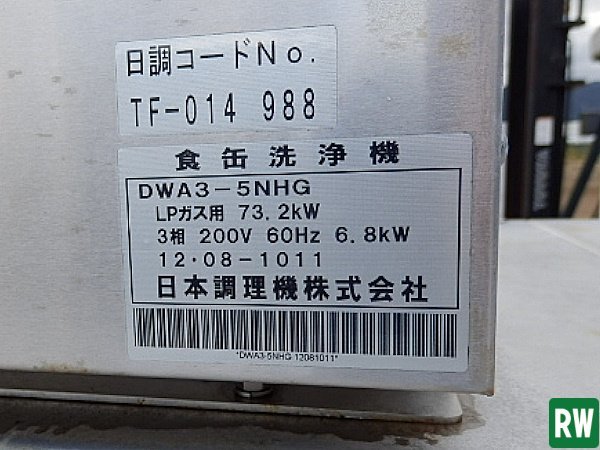 日調コードNo.
TF-014 988
食缶洗浄機
DWA3-5NHG
LPガス用 73.2kW
3相 200V 60Hz 6.8kW
12・08-1011
日本調理機株式会社
*DWA3-5NHG 12081011*
RW